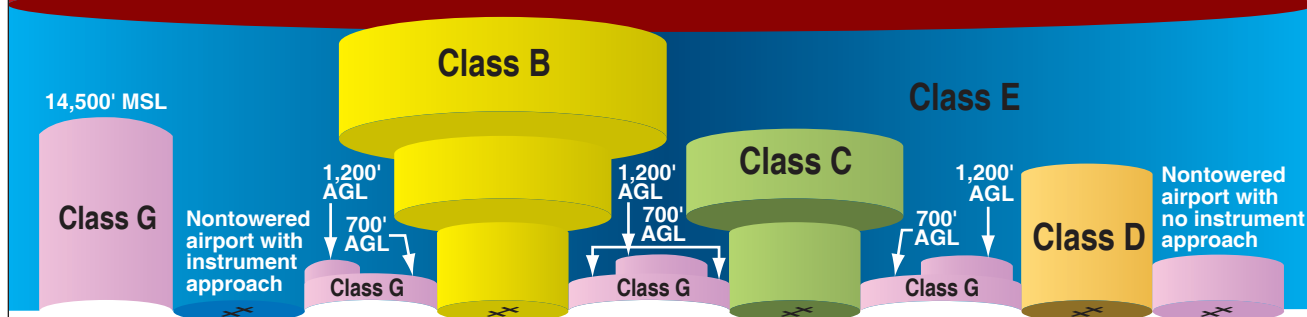 Class B
Class E
14,500' MSL
Class G
Nontowered
airport with
instrument
approach
1,200'
AGL
700'
AGL
Class G
1,200'
AGL
700'
AGL
Class G
Class C
700'
AGL
1,200'
AGL
Class G
Class D
Nontowered
airport with
no instrument
approach